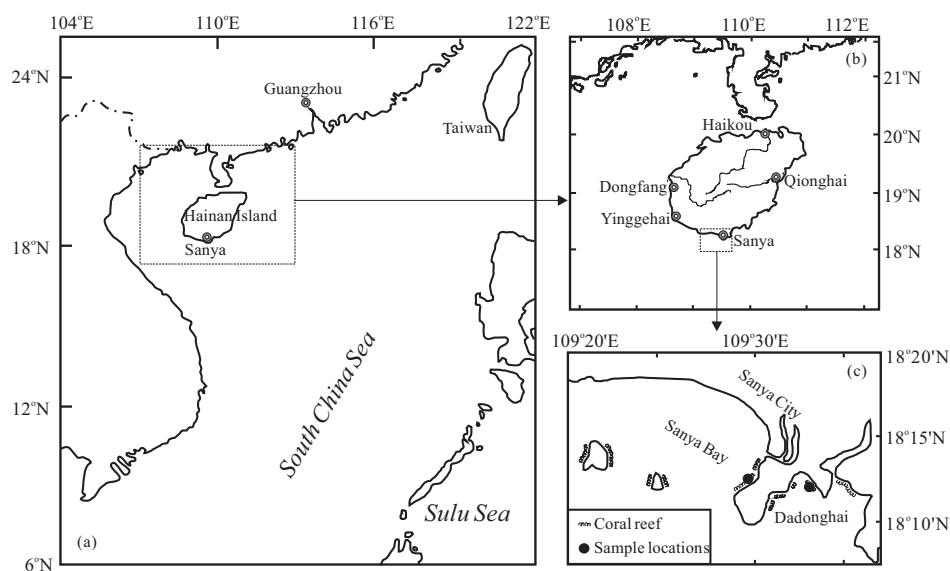 104°E 110°E 116°E 122°E
24°N
18°N
12°N
6°N
Guangzhou
Taiwan
Hainan Island
Sanya
South China Sea
Sulu Sea
(a)
108°E 110°E 112°E
(b)
21°N
20°N
19°N
18°N
Haikou
Qionghai
Dongfang
Yinggehai
Sanya
109°20'E 109°30'E
(c)
18°20'N
18°15'N
18°10'N
Sanya City
Sanya Bay
Dadonghai
Coral reef
Sample locations